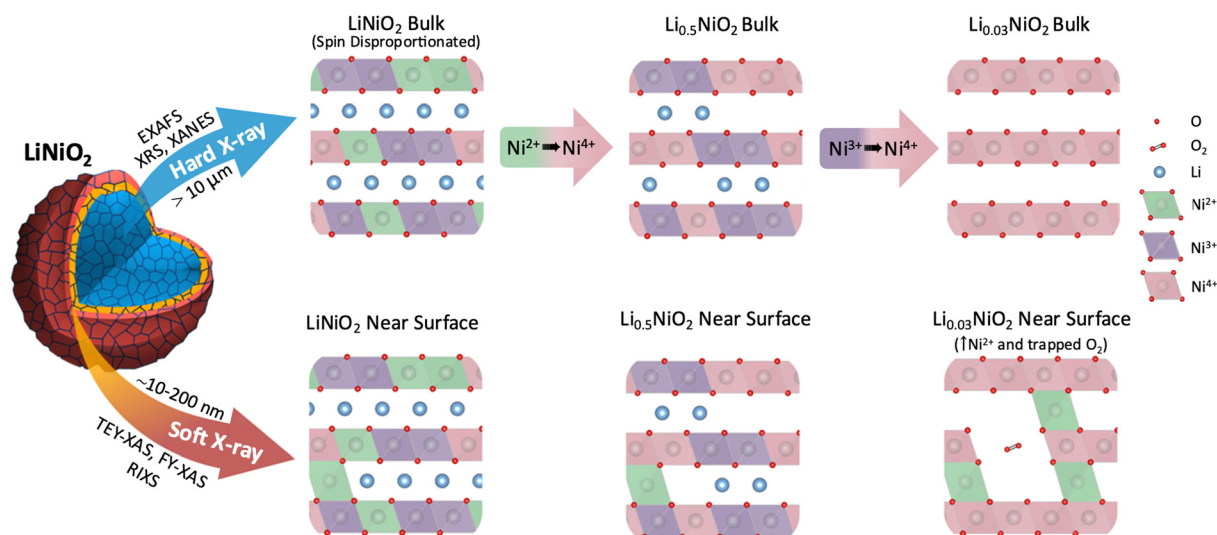 LiNiO₂
EXAFS
XRS, XANES
Hard X-ray
> 10 μm
LiNiO₂ Bulk
(Spin Disproportionated)
Ni²⁺ ➡ Ni⁴⁺
Li₀.₅NiO₂ Bulk
Ni³⁺ ➡ Ni⁴⁺
Li₀.₀₃NiO₂ Bulk
O
O₂
Li
Ni²⁺
Ni³⁺
Ni⁴⁺
~10-200 nm
Soft X-ray
TEY-XAS, FY-XAS
RIXS
LiNiO₂ Near Surface
Li₀.₅NiO₂ Near Surface
Li₀.₀₃NiO₂ Near Surface
(↑Ni²⁺ and trapped O₂)